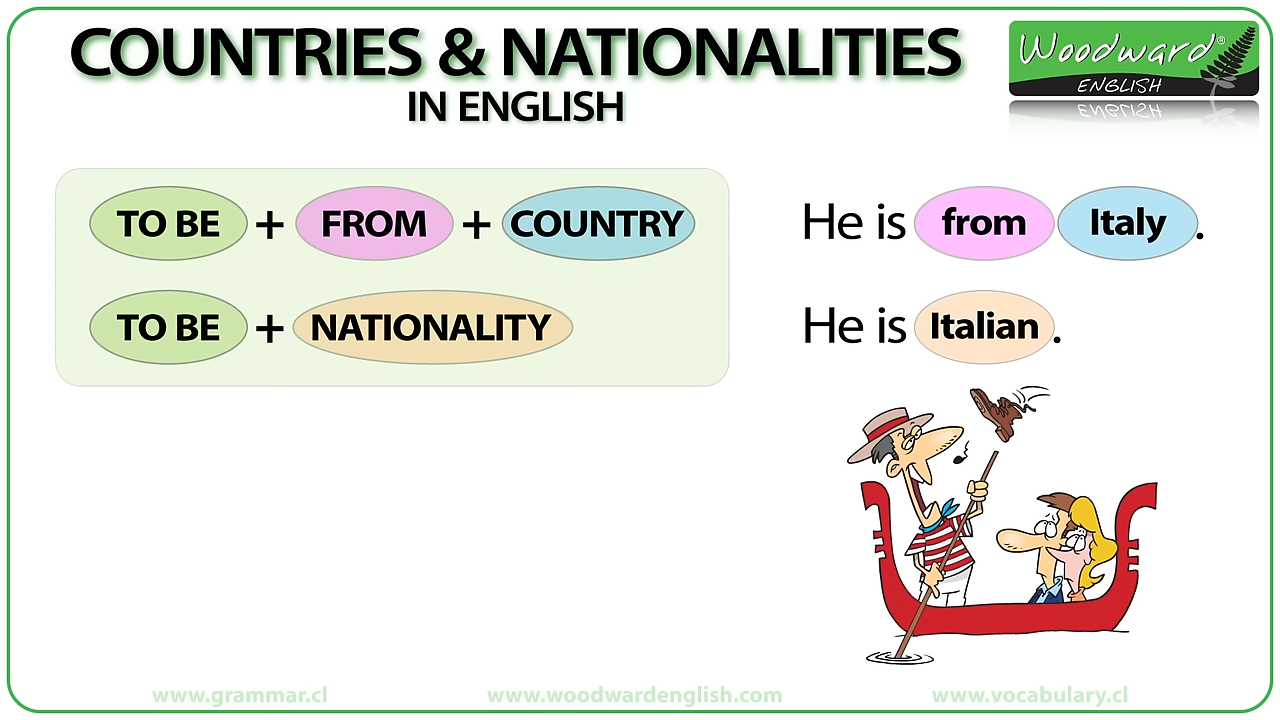 COUNTRIES & NATIONALITIES
IN ENGLISH
Woodward®
ENGLISH
TO BE + FROM + COUNTRY
He is from Italy.
TO BE + NATIONALITY
He is Italian.
www.grammar.cl
www.woodwardenglish.com
www.vocabulary.cl